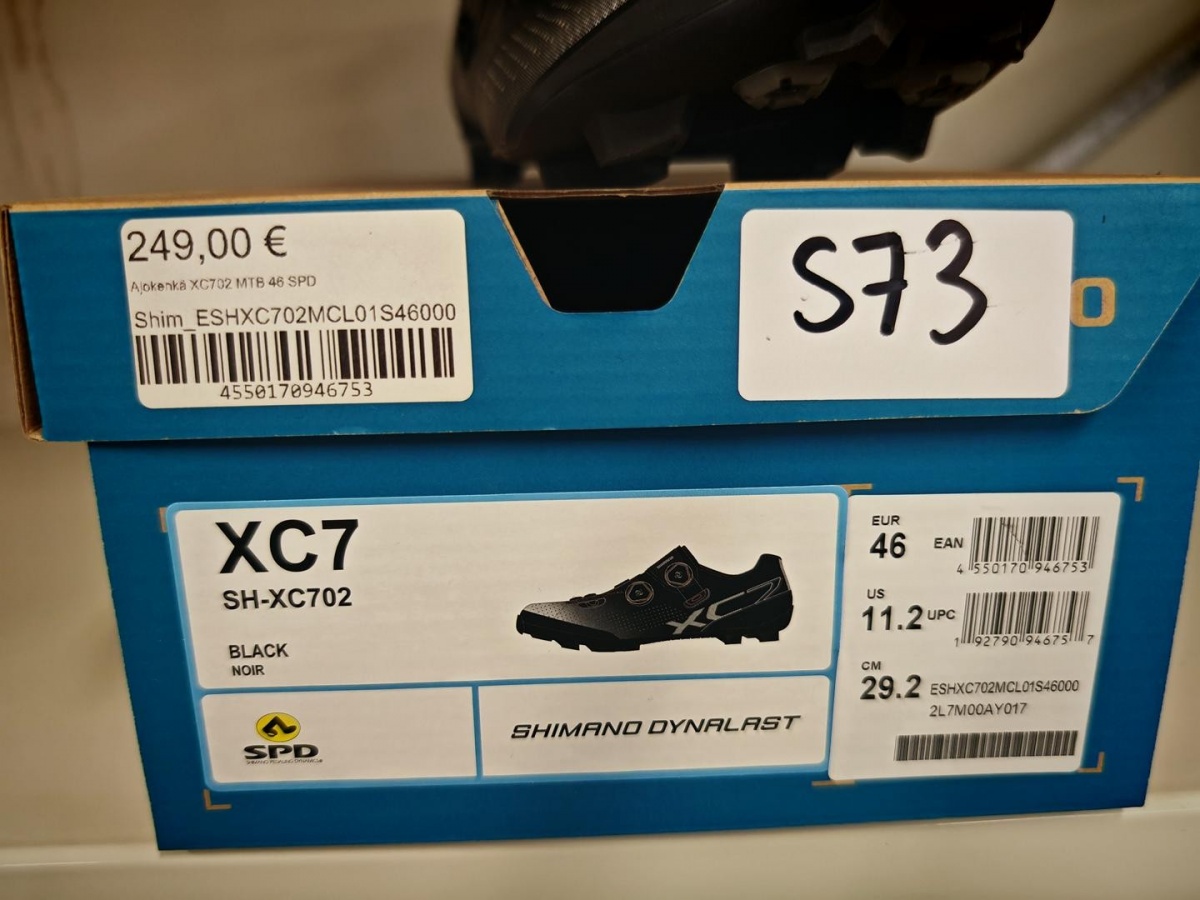 249,00 €
Ajokenkä XC702 MTB 46 SPD
Shim_ESHXC702MCL01S46000
4550170946753
S73
O
XC7
SH-XC702
BLACK
NOIR
XC7
SPD
SHIMANO DYNALAST
EUR
46
EAN
4 550170 946753
US
11.2
UPC
1 92790 94675 7
CM
29.2
ESHXC702MCL01S46000
2L7M00AY017